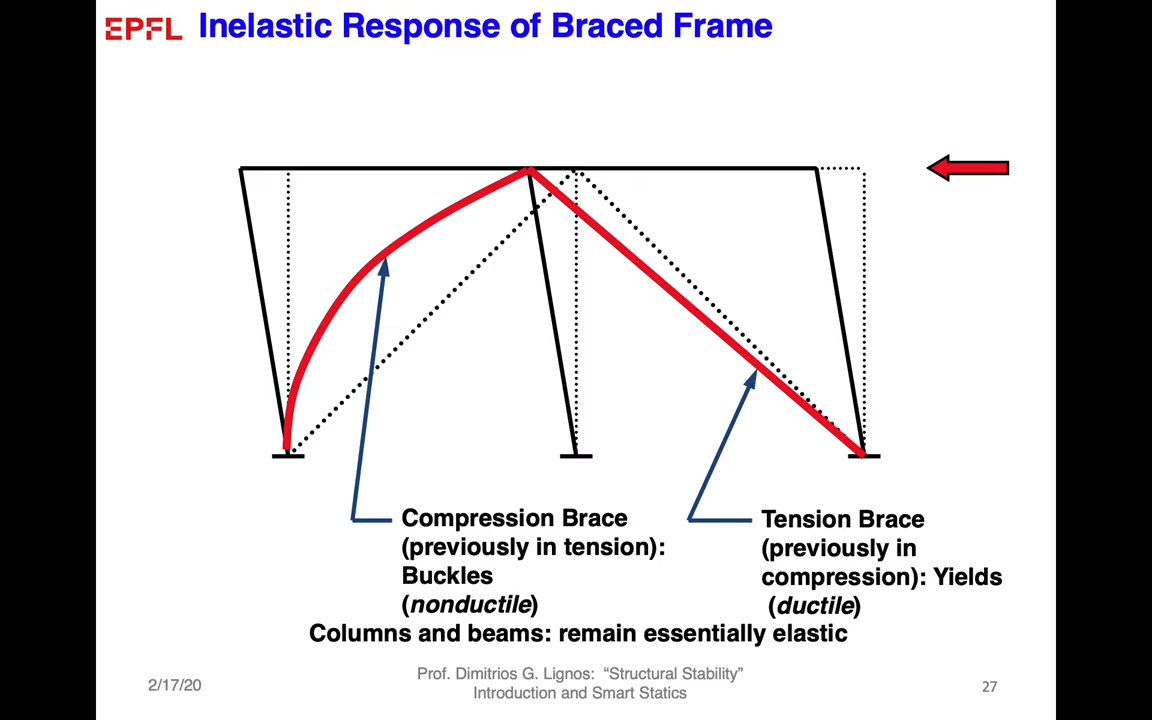 EPFL Inelastic Response of Braced Frame
Compression Brace
(previously in tension):
Buckles
(nonductile)
Tension Brace
(previously in
compression): Yields
(ductile)
Columns and beams: remain essentially elastic
2/17/20
Prof. Dimitrios G. Lignos: “Structural Stability”
Introduction and Smart Statics
27